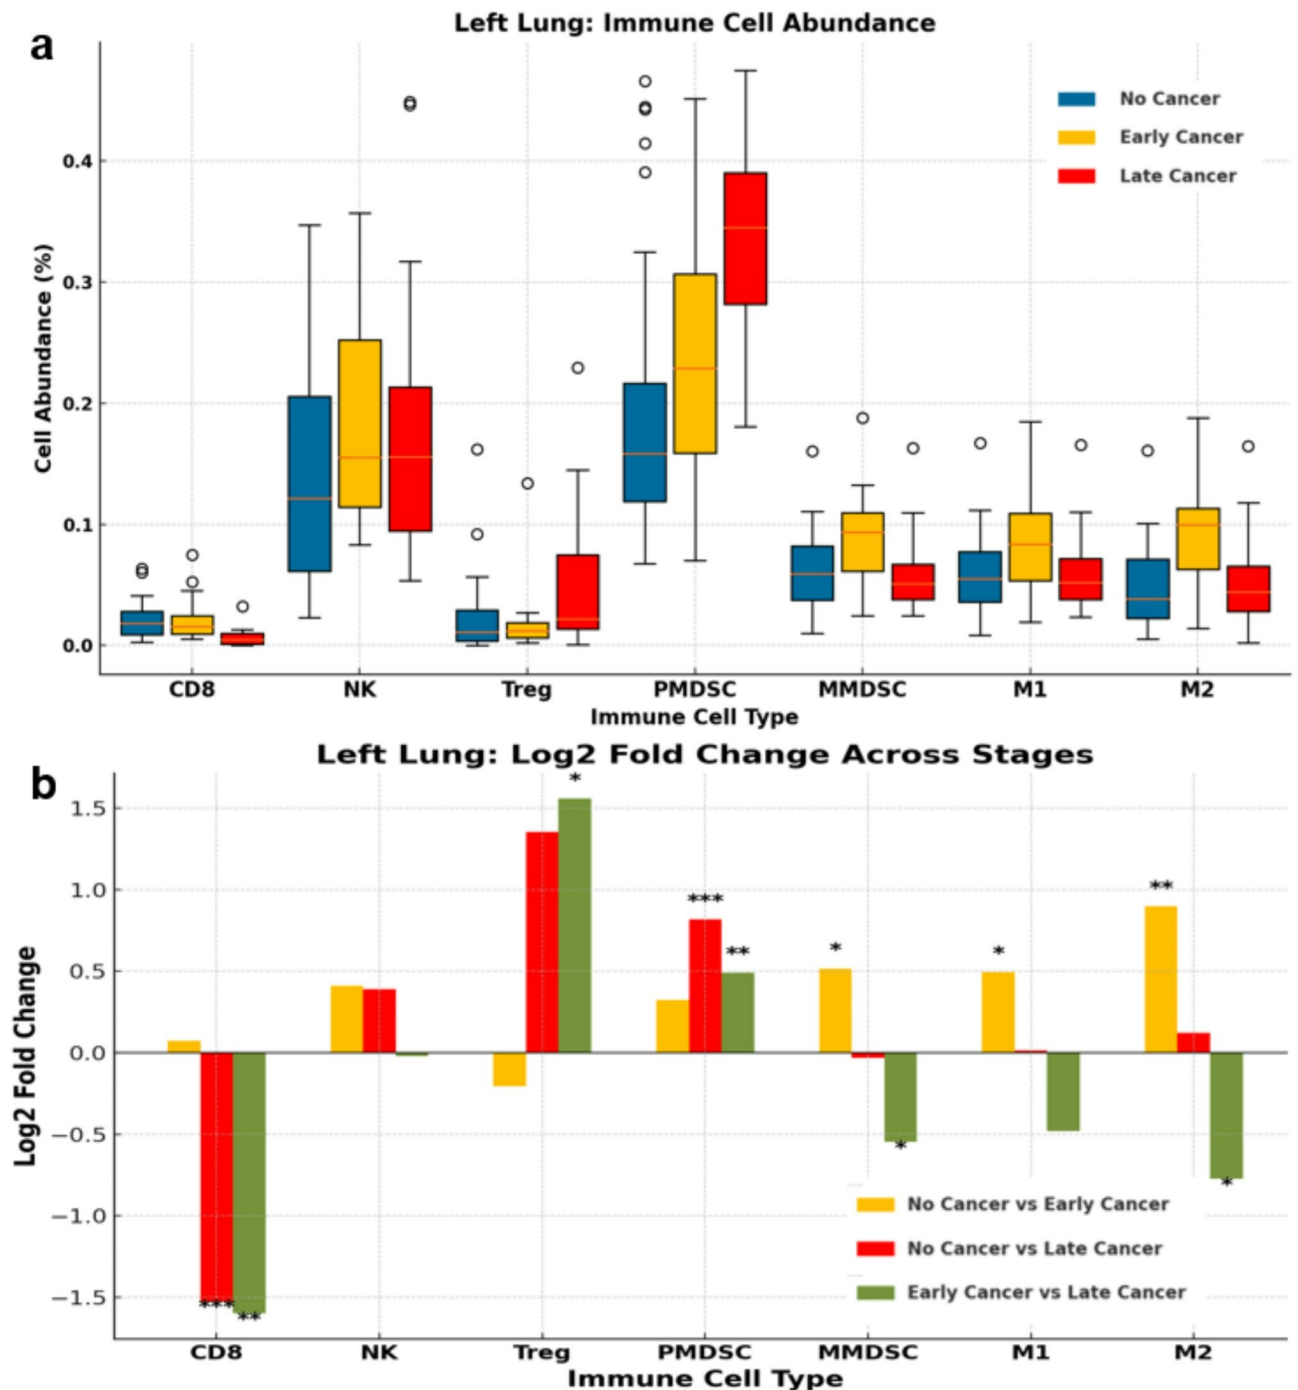 a
Left Lung: Immune Cell Abundance
No Cancer
Early Cancer
Late Cancer
Cell Abundance (%)
0.4
0.3
0.2
0.1
0.0
CD8 NK Treg PMDSC MMDSC M1 M2
Immune Cell Type
b
Left Lung: Log2 Fold Change Across Stages
Log2 Fold Change
1.5
1.0
0.5
0.0
−0.5
−1.0
−1.5
*
***
**
*
*
**
*
*
***
**
No Cancer vs Early Cancer
No Cancer vs Late Cancer
Early Cancer vs Late Cancer
CD8 NK Treg PMDSC MMDSC M1 M2
Immune Cell Type